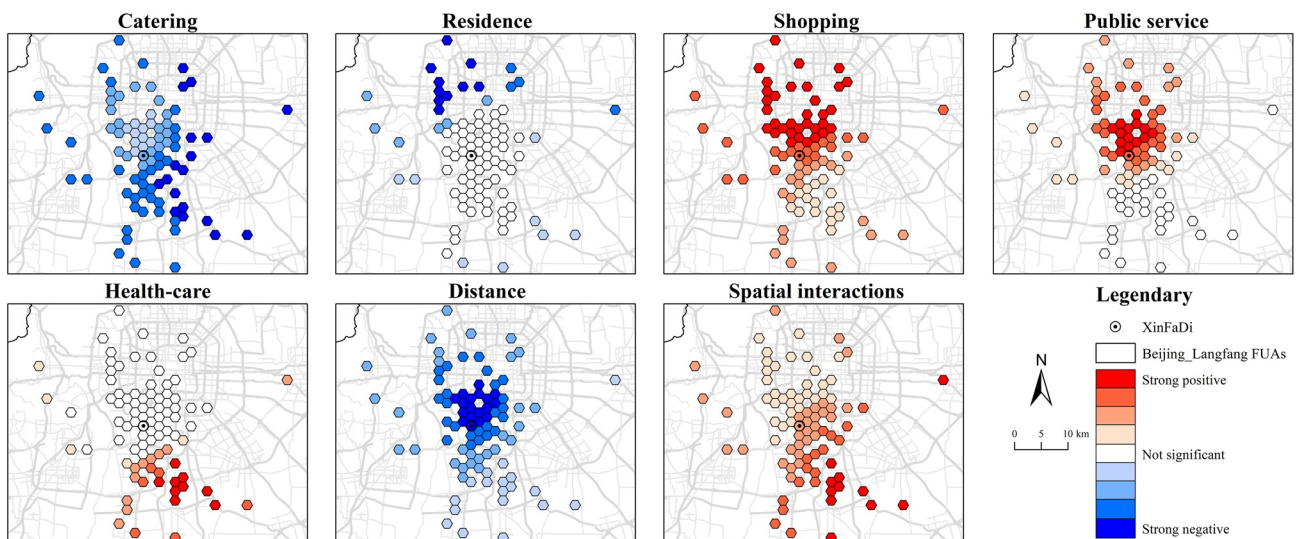 Catering
Residence
Shopping
Public service
Health-care
Distance
Spatial interactions
Legendary
XinFaDi
Beijing_Langfang FUAs
Strong positive
Not significant
Strong negative
N
0 5 10 km